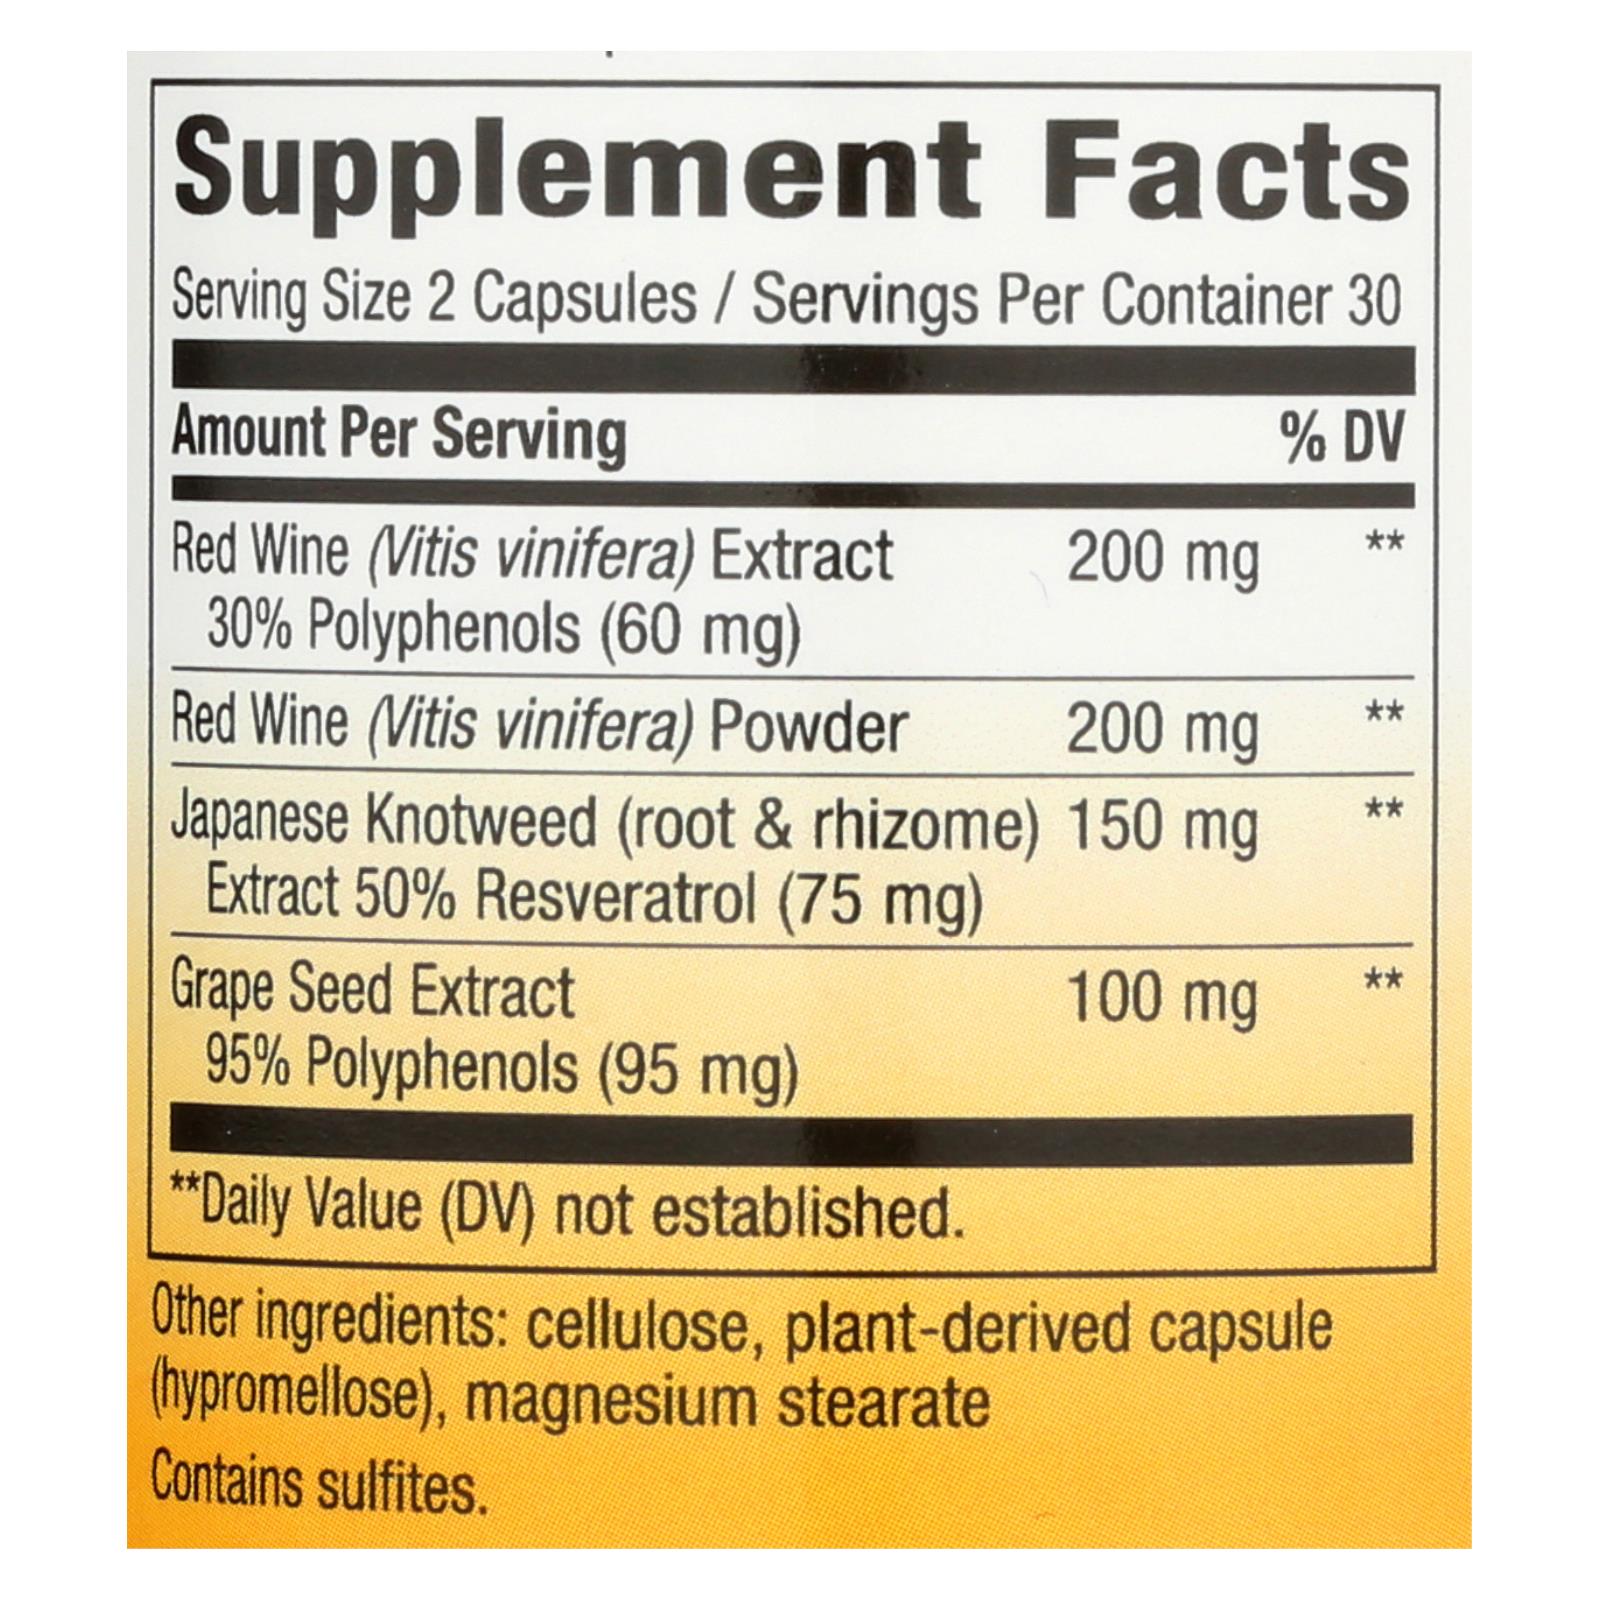 Supplement Facts
Serving Size 2 Capsules / Servings Per Container 30
Amount Per Serving % DV
Red Wine (Vitis vinifera) Extract 200 mg **
30% Polyphenols (60 mg)
Red Wine (Vitis vinifera) Powder 200 mg **
Japanese Knotweed (root & rhizome) 150 mg **
Extract 50% Resveratrol (75 mg)
Grape Seed Extract 100 mg **
95% Polyphenols (95 mg)
**Daily Value (DV) not established.
Other ingredients: cellulose, plant-derived capsule
(hypromellose), magnesium stearate
Contains sulfites.